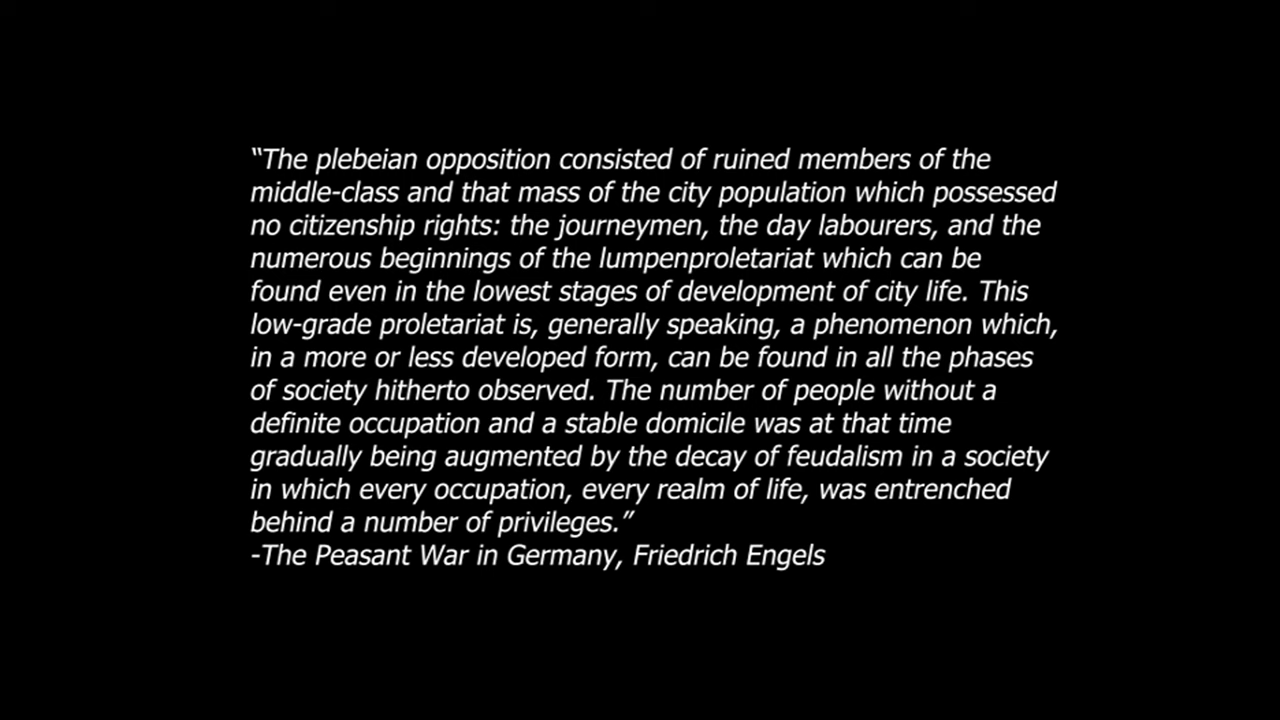 “The plebeian opposition consisted of ruined members of the
middle-class and that mass of the city population which possessed
no citizenship rights: the journeymen, the day labourers, and the
numerous beginnings of the lumpenproletariat which can be
found even in the lowest stages of development of city life. This
low-grade proletariat is, generally speaking, a phenomenon which,
in a more or less developed form, can be found in all the phases
of society hitherto observed. The number of people without a
definite occupation and a stable domicile was at that time
gradually being augmented by the decay of feudalism in a society
in which every occupation, every realm of life, was entrenched
behind a number of privileges.”
-The Peasant War in Germany, Friedrich Engels